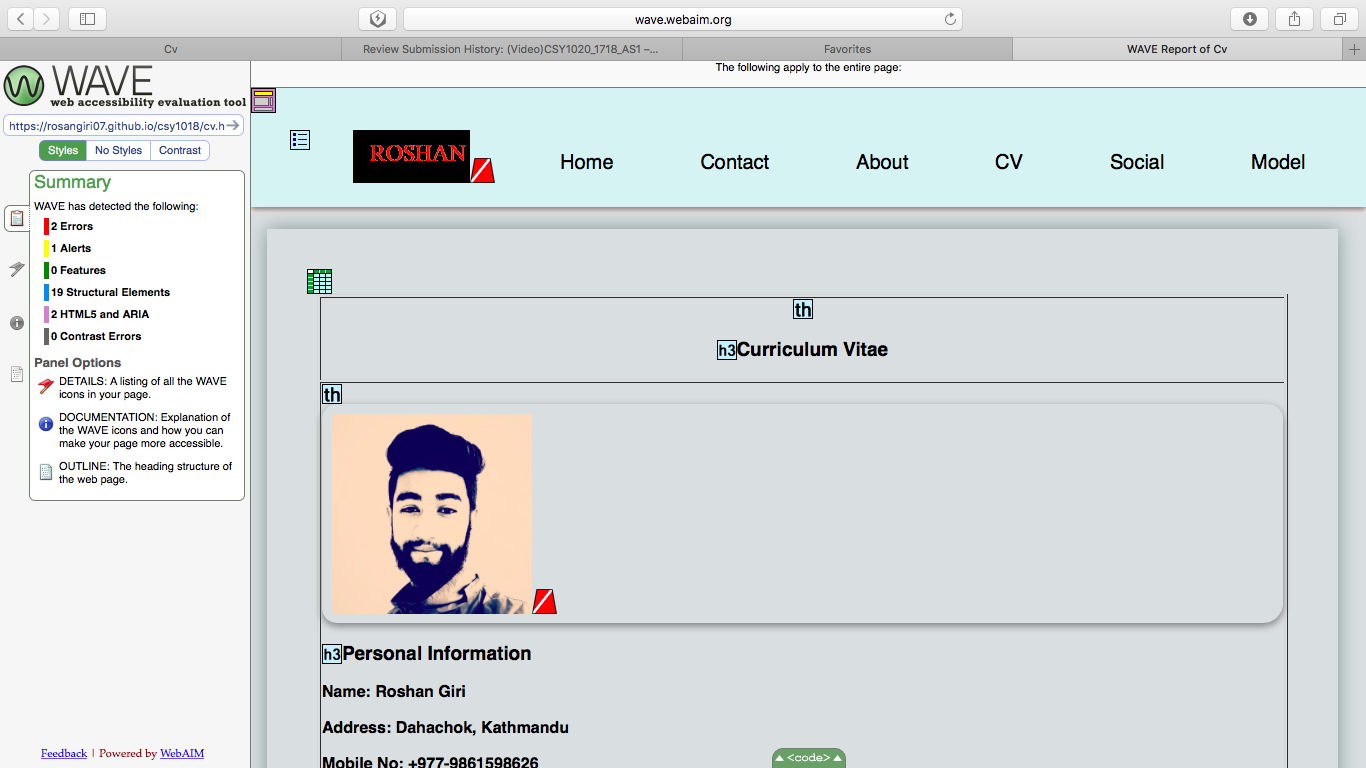 wave.webaim.org
Cv
Review Submission History: (Video)CSY1020_1718_AS1 –...
Favorites
WAVE Report of Cv
WAVE
web accessibility evaluation tool
https://rosangiri07.github.io/csy1018/cv.h
Styles
No Styles
Contrast
Summary
WAVE has detected the following:
2 Errors
1 Alerts
0 Features
19 Structural Elements
2 HTML5 and ARIA
0 Contrast Errors
Panel Options
DETAILS: A listing of all the WAVE
icons in your page.
DOCUMENTATION: Explanation of
the WAVE icons and how you can
make your page more accessible.
OUTLINE: The heading structure of
the web page.
Feedback | Powered by WebAIM
The following apply to the entire page:
ROSHAN
Home
Contact
About
CV
Social
Model
th
h3 Curriculum Vitae
th
h3 Personal Information
Name: Roshan Giri
Address: Dahachok, Kathmandu
Mobile No: +977-9861598626
<code>